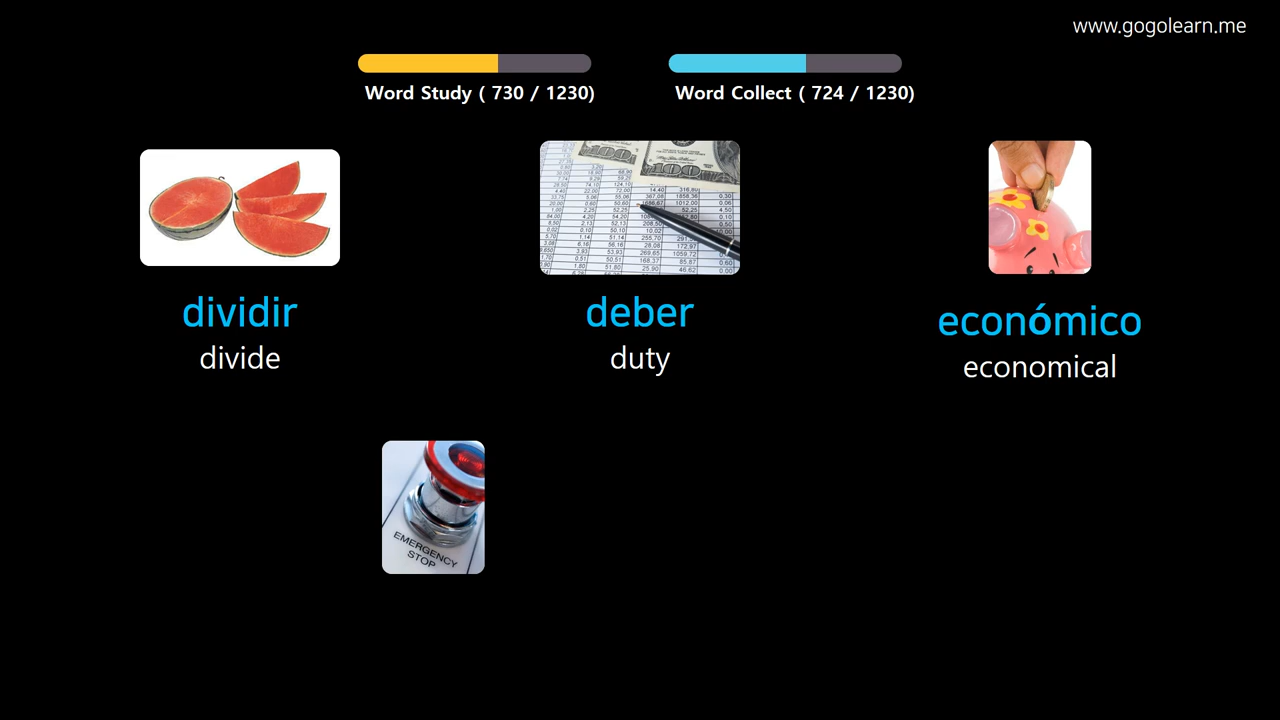 www.gogolearn.me
Word Study ( 730 / 1230)
Word Collect ( 724 / 1230)
dividir
divide
deber
duty
económico
economical
EMERGENCY
STOP